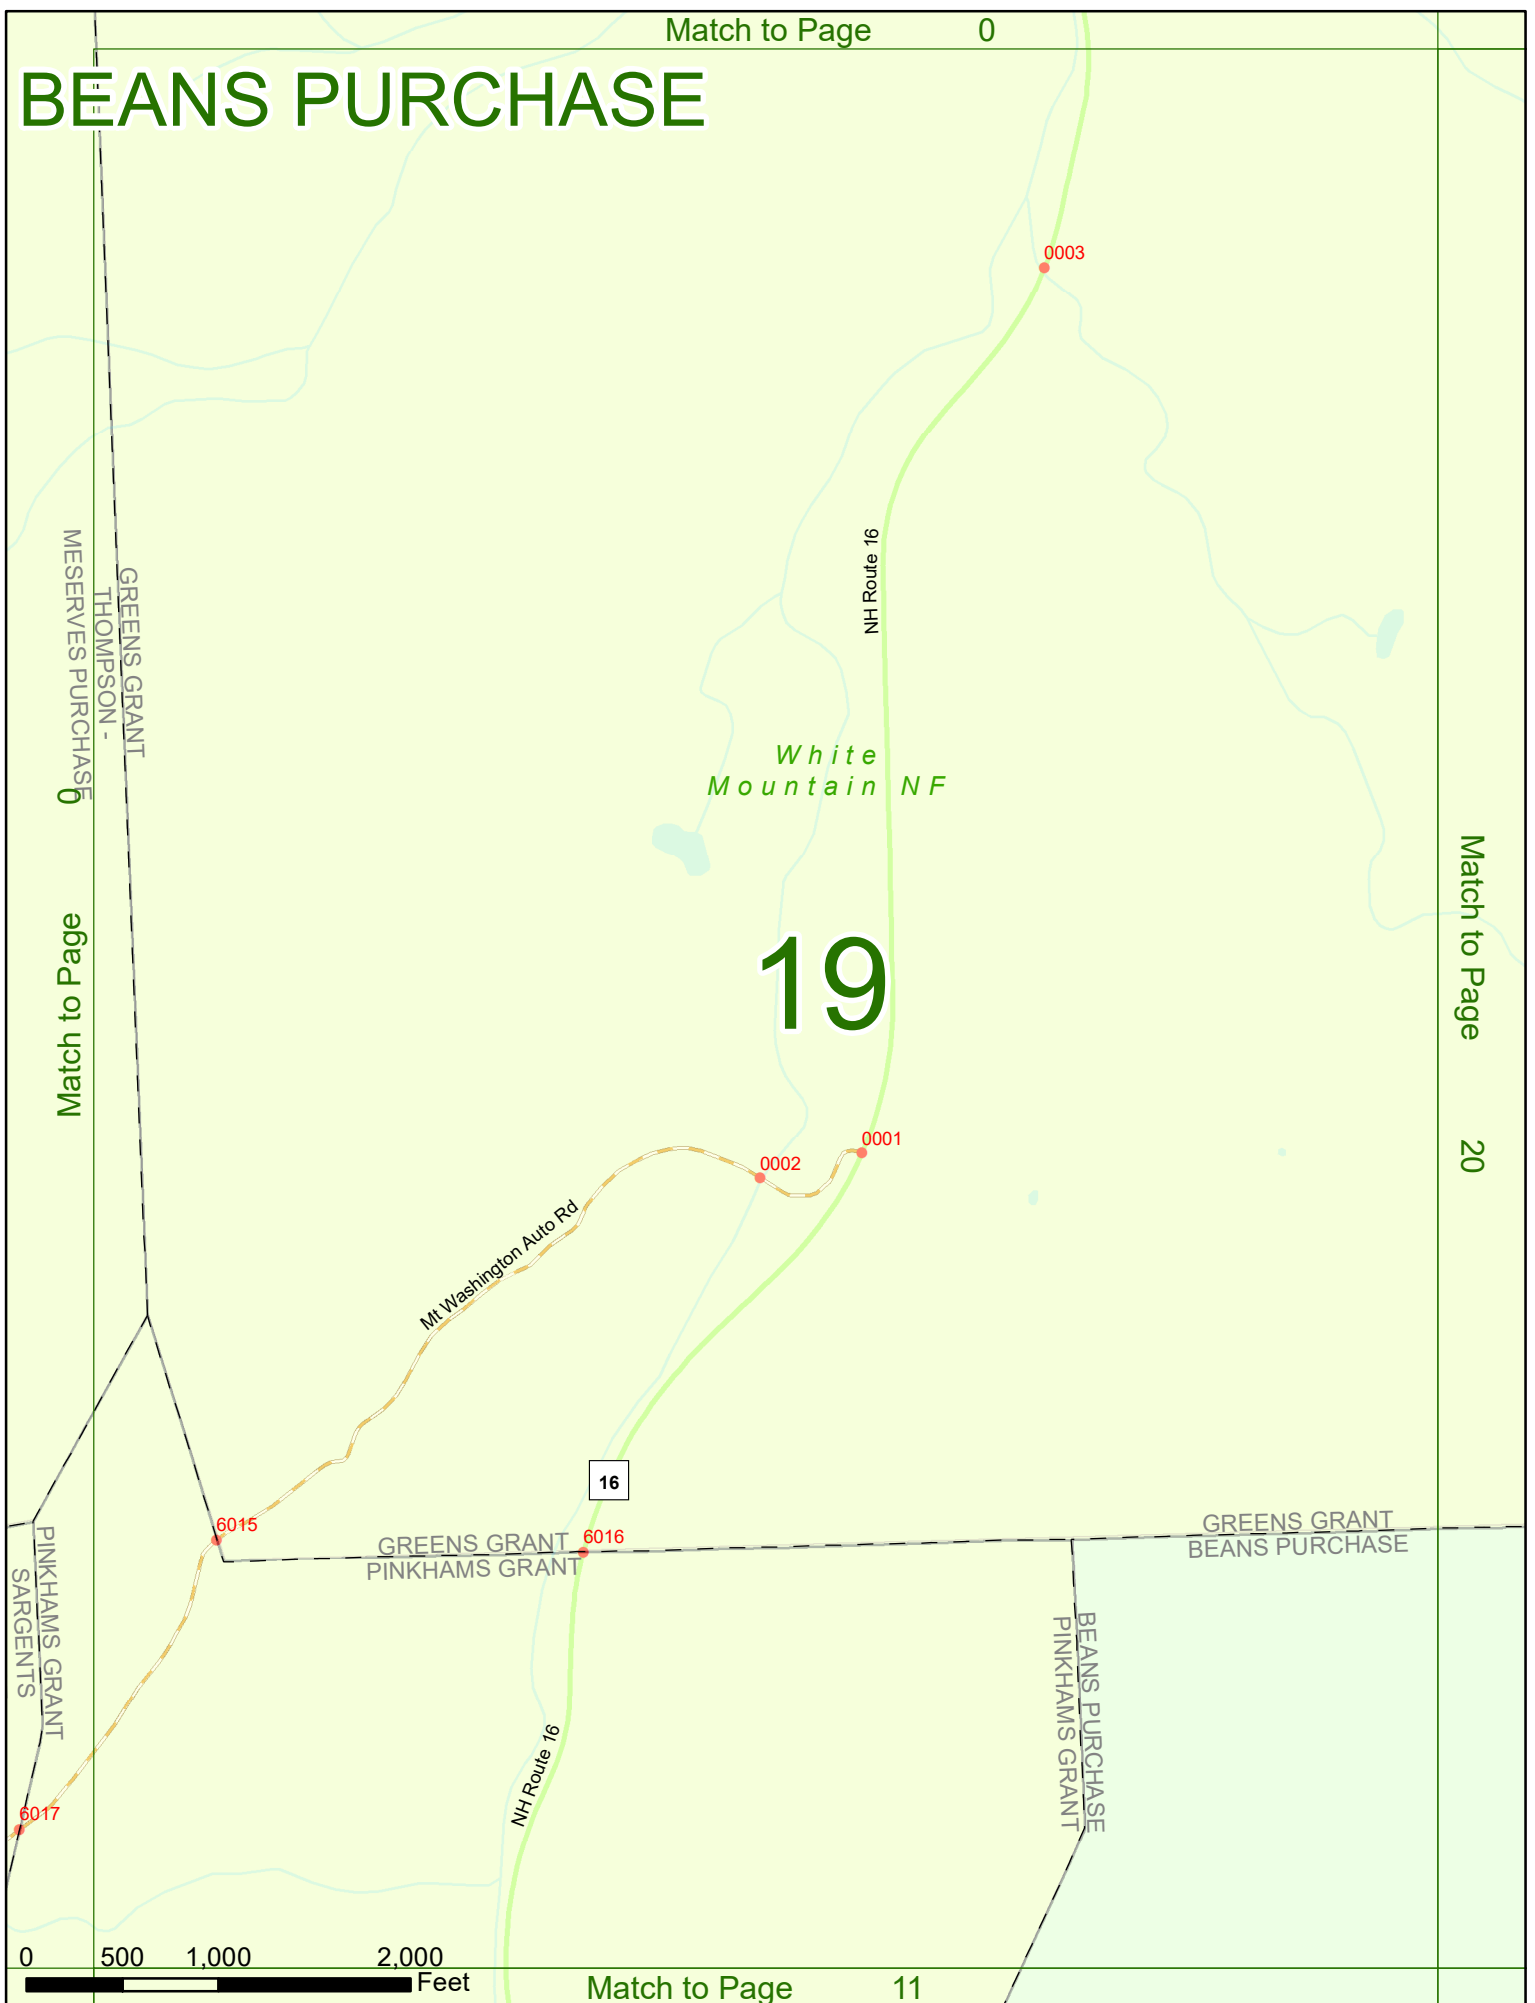 Match to Page 0
BEANS PURCHASE
0003
NH Route 16
GREENS GRANT
THOMPSON -
MESERVES PURCHASE
White
Mountain NF
Match to Page 0
Match to Page 20
19
0001
0002
Mt Washington Auto Rd
16
6015
6016
GREENS GRANT
PINKHAMS GRANT
GREENS GRANT
BEANS PURCHASE
PINKHAMS GRANT
SARGENTS
BEANS PURCHASE
PINKHAMS GRANT
NH Route 16
6017
0 500 1,000 2,000
Feet
Match to Page 11